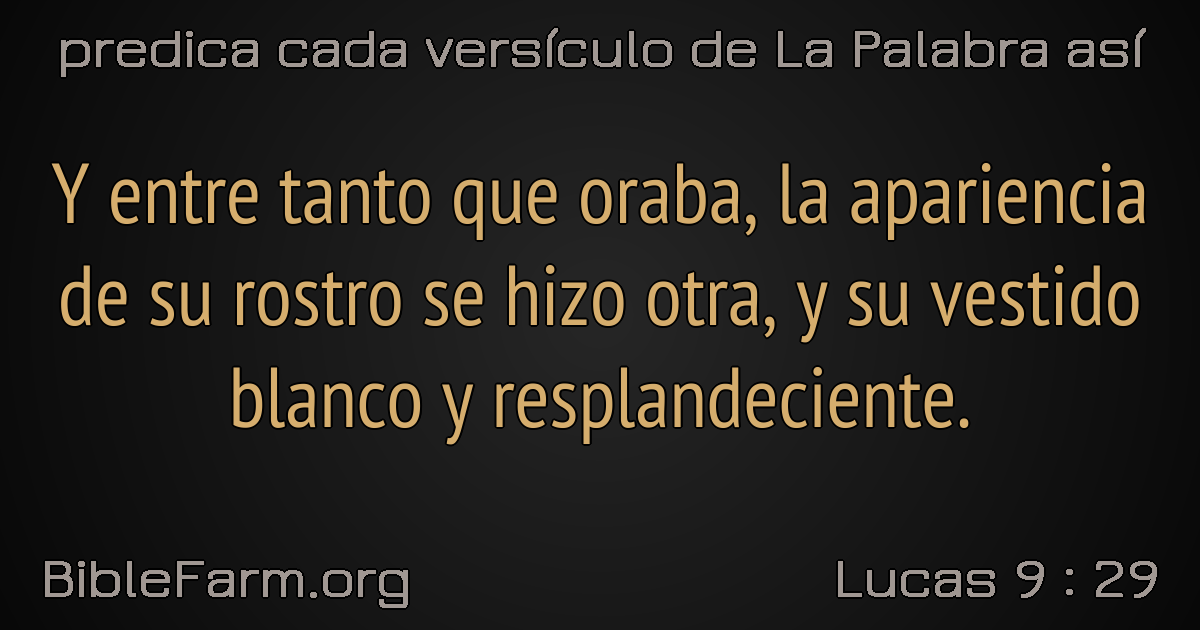 predica cada versículo de La Palabra así
Y entre tanto que oraba, la apariencia
de su rostro se hizo otra, y su vestido
blanco y resplandeciente.
BibleFarm.org
Lucas 9 : 29